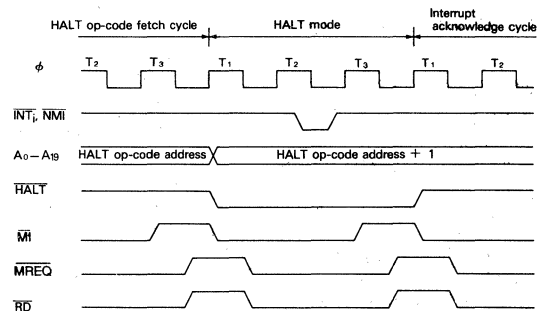 HALT op-code fetch cycle
HALT mode
Interrupt
acknowledge cycle
φ
T2 T3 T1 T2 T3 T1 T2
INTi, NMI
A0–A19
HALT op-code address
HALT op-code address + 1
HALT
M1
MREQ
RD